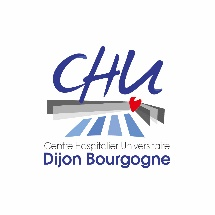 CHU
Centre Hospitalier Universitaire
Dijon Bourgogne